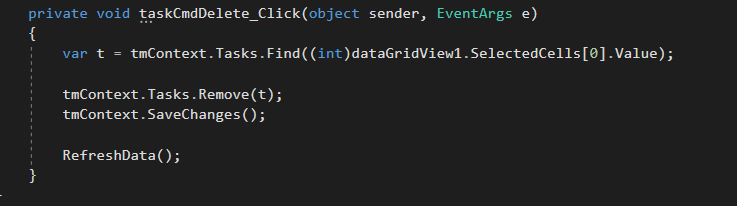 private void taskCmdDelete_Click(object sender, EventArgs e)
{
var t = tmContext.Tasks.Find((int)dataGridView1.SelectedCells[0].Value);
tmContext.Tasks.Remove(t);
tmContext.SaveChanges();
RefreshData();
}